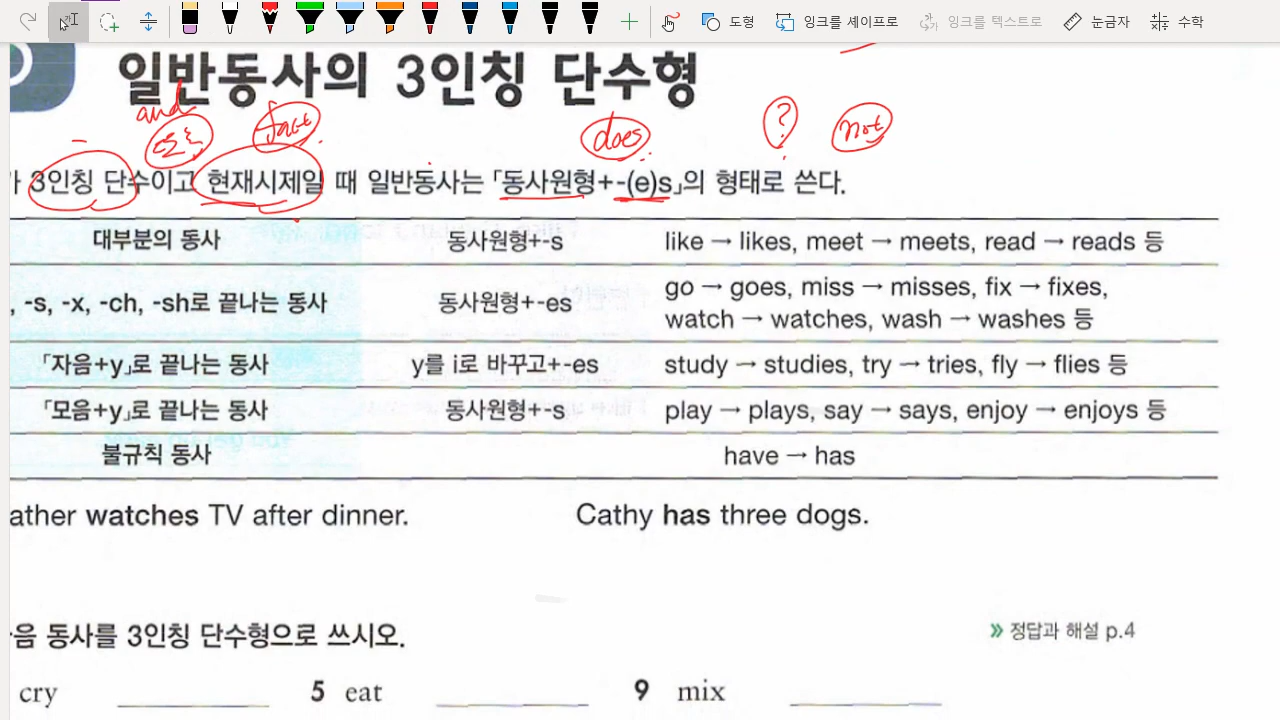 도형 잉크를 셰이프로 잉크를 텍스트로 눈금자 수학
일반동사의 3인칭 단수형
and
fact does ? not
가 3인칭 단수이고 현재시제일 때 일반동사는 「동사원형+-(e)s」의 형태로 쓴다.
대부분의 동사 동사원형+-s like → likes, meet → meets, read → reads 등
, -s, -x, -ch, -sh로 끝나는 동사 동사원형+-es go → goes, miss → misses, fix → fixes,
watch → watches, wash → washes 등
「자음+y」로 끝나는 동사 y를 i로 바꾸고+-es study → studies, try → tries, fly → flies 등
「모음+y」로 끝나는 동사 동사원형+-s play → plays, say → says, enjoy → enjoys 등
불규칙 동사 have → has
ather watches TV after dinner. Cathy has three dogs.
음 동사를 3인칭 단수형으로 쓰시오.
» 정답과 해설 p.4
cry 5 eat 9 mix